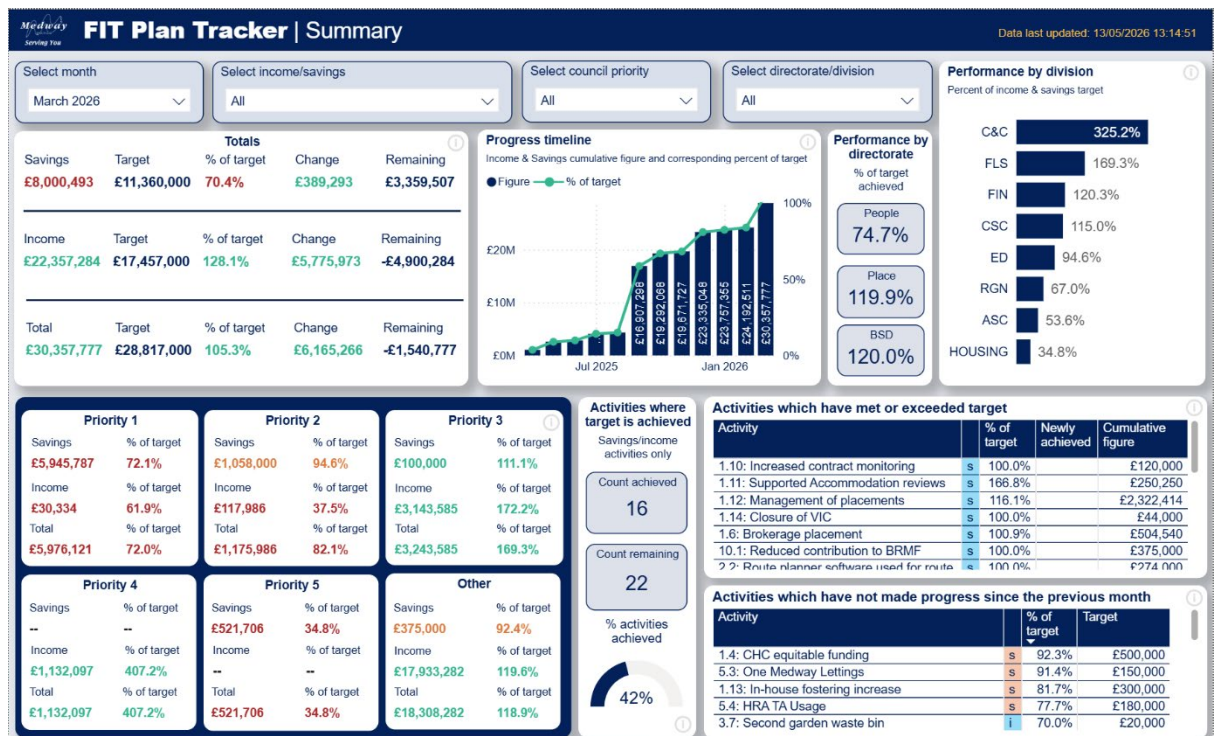 Medway
Serving You
FIT Plan Tracker | Summary
Data last updated: 13/05/2026 13:14:51
Select month
March 2026
Select income/savings
All
Select council priority
All
Select directorate/division
All
Totals
Savings Target % of target Change Remaining
£8,000,493 £11,360,000 70.4% £389,293 £3,359,507
Income Target % of target Change Remaining
£22,357,284 £17,457,000 128.1% £5,775,973 -£4,900,284
Total Target % of target Change Remaining
£30,357,777 £28,817,000 105.3% £6,165,266 -£1,540,777
Progress timeline
Income & Savings cumulative figure and corresponding percent of target
Figure % of target
100%
£20M
50%
£10M
£0M
0%
£16,907,298
£19,292,068
£19,671,727
£23,335,048
£23,757,355
£24,192,511
£30,357,777
Jul 2025 Jan 2026
Performance by directorate
% of target achieved
People
74.7%
Place
119.9%
BSD
120.0%
Performance by division
Percent of income & savings target
C&C 325.2%
FLS 169.3%
FIN 120.3%
CSC 115.0%
ED 94.6%
RGN 67.0%
ASC 53.6%
HOUSING 34.8%
Priority 1
Savings % of target
£5,945,787 72.1%
Income % of target
£30,334 61.9%
Total % of target
£5,976,121 72.0%
Priority 2
Savings % of target
£1,058,000 94.6%
Income % of target
£117,986 37.5%
Total % of target
£1,175,986 82.1%
Priority 3
Savings % of target
£100,000 111.1%
Income % of target
£3,143,585 172.2%
Total % of target
£3,243,585 169.3%
Priority 4
Savings % of target
-- --
Income % of target
£1,132,097 407.2%
Total % of target
£1,132,097 407.2%
Priority 5
Savings % of target
£521,706 34.8%
Income % of target
-- --
Total % of target
£521,706 34.8%
Other
Savings % of target
£375,000 92.4%
Income % of target
£17,933,282 119.6%
Total % of target
£18,308,282 118.9%
Activities where target is achieved
Savings/income activities only
Count achieved
16
Count remaining
22
% activities achieved
42%
Activities which have met or exceeded target
Activity % of target Newly achieved Cumulative figure
1.10: Increased contract monitoring s 100.0% £120,000
1.11: Supported Accommodation reviews s 166.8% £250,250
1.12: Management of placements s 116.1% £2,322,414
1.14: Closure of VIC s 100.0% £44,000
1.6: Brokerage placement s 100.9% £504,540
10.1: Reduced contribution to BRMF s 100.0% £375,000
2.2: Route planner software used for route s 100.0% £274,000
Activities which have not made progress since the previous month
Activity % of target Target
1.4: CHC equitable funding s 92.3% £500,000
5.3: One Medway Lettings s 91.4% £150,000
1.13: In-house fostering increase s 81.7% £300,000
5.4: HRA TA Usage s 77.7% £180,000
3.7: Second garden waste bin i 70.0% £20,000